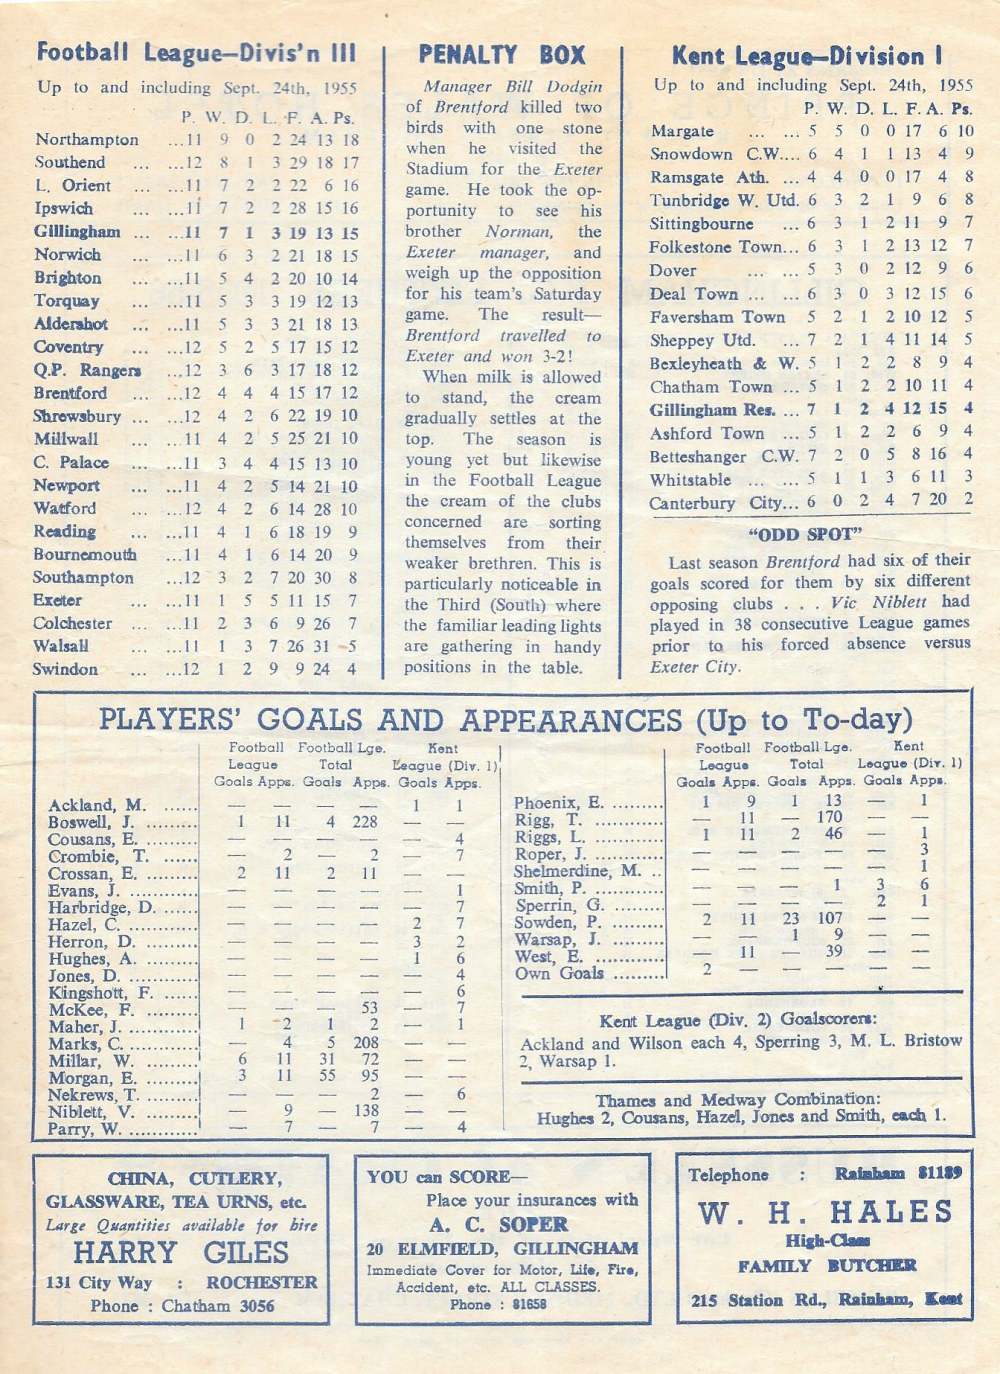 Football League—Divis'n III
Up to and including Sept. 24th, 1955
P. W. D. L. F. A. Ps.
Northampton ...11 9 0 2 24 13 18
Southend ... ...12 8 1 3 29 18 17
L. Orient ... ...11 7 2 2 22 6 16
Ipswich ... ...11 7 2 2 28 15 16
Gillingham ... ...11 7 1 3 19 13 15
Norwich ... ...11 6 3 2 21 18 15
Brighton ... ...11 5 4 2 20 10 14
Torquay ... ...11 5 3 3 19 12 13
Aldershot ... ...11 5 3 3 21 18 13
Coventry ... ...12 5 2 5 17 15 12
Q.P. Rangers ...12 3 6 3 17 18 12
Brentford ... ...12 4 4 4 15 17 12
Shrewsbury ... ...12 4 2 6 22 19 10
Millwall ... ...11 4 2 5 25 21 10
C. Palace ... ...11 3 4 4 15 13 10
Newport ... ...11 4 2 5 14 21 10
Watford ... ...12 4 2 6 14 28 10
Reading ... ...11 4 1 6 18 19 9
Bournemouth ...11 4 1 6 14 20 9
Southampton ...12 3 2 7 20 30 8
Exeter ... ...11 1 5 5 11 15 7
Colchester ... ...11 2 3 6 9 26 7
Walsall ... ...11 1 3 7 26 31 5
Swindon ... ...12 1 2 9 9 24 4
PENALTY BOX
Manager Bill Dodgin
of Brentford killed two
birds with one stone
when he visited the
Stadium for the Exeter
game. He took the op-
portunity to see his
brother Norman, the
Exeter manager, and
weigh up the opposition
for his team's Saturday
game. The result—
Brentford travelled to
Exeter and won 3-2!
When milk is allowed
to stand, the cream
gradually settles at the
top. The season is
young yet but likewise
in the Football League
the cream of the clubs
concerned are sorting
themselves from their
weaker brethren. This is
particularly noticeable in
the Third (South) where
the familiar leading lights
are gathering in handy
positions in the table.
Kent League—Division I
Up to and including Sept. 24th, 1955
P. W. D. L. F. A. Ps.
Margate ... ... 5 5 0 0 17 6 10
Snowdown C.W.... 6 4 1 1 13 4 9
Ramsgate Ath. ... 4 4 0 0 17 4 8
Tunbridge W. Utd. 6 3 2 1 9 6 8
Sittingbourne ... 6 3 1 2 11 9 7
Folkestone Town... 6 3 1 2 13 12 7
Dover ... ... 5 3 0 2 12 9 6
Deal Town ... ... 6 3 0 3 12 15 6
Faversham Town 5 2 1 2 10 12 5
Sheppey Utd. ... 7 2 1 4 11 14 5
Bexleyheath & W. 5 1 2 2 8 9 4
Chatham Town ... 5 1 2 2 10 11 4
Gillingham Res. ... 7 1 2 4 12 15 4
Ashford Town ... 5 1 2 2 6 9 4
Betteshanger C.W. 7 2 0 5 8 16 4
Whitstable ... ... 5 1 1 3 6 11 3
Canterbury City... 6 0 2 4 7 20 2
"ODD SPOT"
Last season Brentford had six of their
goals scored for them by six different
opposing clubs . . . Vic Niblett had
played in 38 consecutive League games
prior to his forced absence versus
Exeter City.
PLAYERS' GOALS AND APPEARANCES (Up to To-day)
Football Football Lge. Kent
League Total League (Div. 1)
Goals Apps. Goals Apps. Goals Apps.
Ackland, M. ...... — — — — 1 1
Boswell, J. ......... 1 11 4 228 — —
Cousans, E. ......... — — — — — 4
Crombie, T. ...... — 2 — 2 — 7
Crossan, E. ......... 2 11 2 11 — —
Evans, J. ............ — — — — — 1
Harbridge, D. ...... — — — — — 7
Hazel, C. ............ — — — — 2 7
Herron, D. ......... — — — — 3 2
Hughes, A. ......... — — — — 1 6
Jones, D. ............ — — — — — 4
Kingshott, F. ...... — — — — — 6
McKee, F. ......... — — — 53 — 7
Maher, J. ............ 1 2 1 2 — 1
Marks, C. ............ — 4 5 208 — —
Millar, W. ......... 6 11 31 72 — —
Morgan, E. ......... 3 11 55 95 — —
Nekrews, T. ......... — — — 2 — 6
Niblett, V. ......... — 9 — 138 — —
Parry, W. ............ — 7 — 7 — 4
Football Football Lge. Kent
League Total League (Div. 1)
Goals Apps. Goals Apps. Goals Apps.
Phoenix, E. .......... 1 9 1 13 — 1
Rigg, T. ............. — 11 — 170 — —
Riggs, L. ............ 1 11 2 46 — 1
Roper, J. ............ — — — — — 3
Shelmerdine, M. .. — — — — — 1
Smith, P. ............ — — — 1 3 6
Sperrin, G. ......... — — — — 2 1
Sowden, P. .......... 2 11 23 107 — —
Warsap, J. .......... — — 1 9 — —
West, E. ............ — 11 — 39 — —
Own Goals ......... 2 — — — — —
Kent League (Div. 2) Goalscorers:
Ackland and Wilson each 4, Sperring 3, M. L. Bristow
2, Warsap 1.
Thames and Medway Combination:
Hughes 2, Cousans, Hazel, Jones and Smith, each 1.
CHINA, CUTLERY,
GLASSWARE, TEA URNS, etc.
Large Quantities available for hire
HARRY GILES
131 City Way : ROCHESTER
Phone : Chatham 3056
YOU can SCORE—
Place your insurances with
A. C. SOPER
20 ELMFIELD, GILLINGHAM
Immediate Cover for Motor, Life, Fire,
Accident, etc. ALL CLASSES.
Phone : 81658
Telephone : Rainham 81189
W. H. HALES
High-Class
FAMILY BUTCHER
215 Station Rd., Rainham, Kent